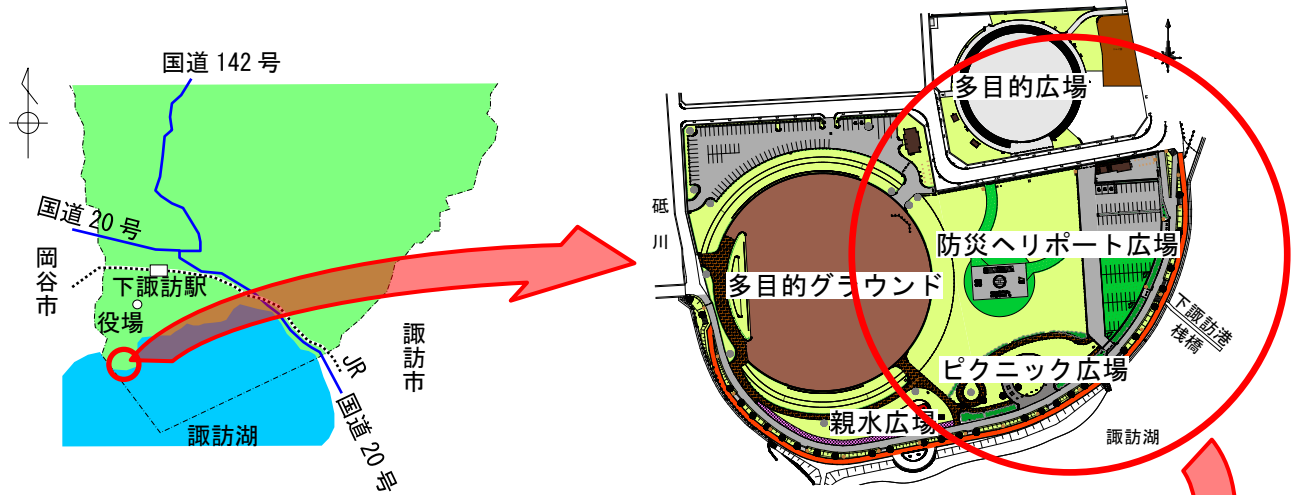 国道 142 号
国道 20 号
岡谷市
下諏訪駅
役場
諏訪市
JR
国道 20 号
諏訪湖
多目的広場
砥川
防災ヘリポート広場
多目的グラウンド
下諏訪港
桟橋
ピクニック広場
親水広場
諏訪湖